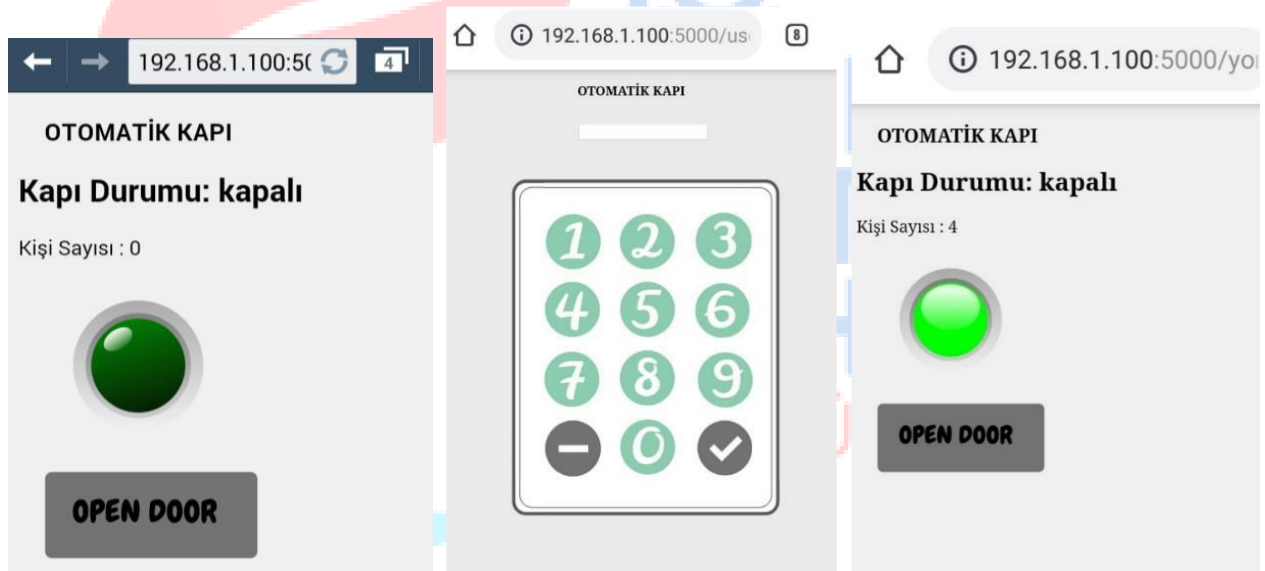 192.168.1.100:50
4
OTOMATİK KAPI
Kapı Durumu: kapalı
Kişi Sayısı : 0
OPEN DOOR
192.168.1.100:5000/us
8
OTOMATİK KAPI
1 2 3
4 5 6
7 8 9
0
192.168.1.100:5000/yo
OTOMATİK KAPI
Kapı Durumu: kapalı
Kişi Sayısı : 4
OPEN DOOR